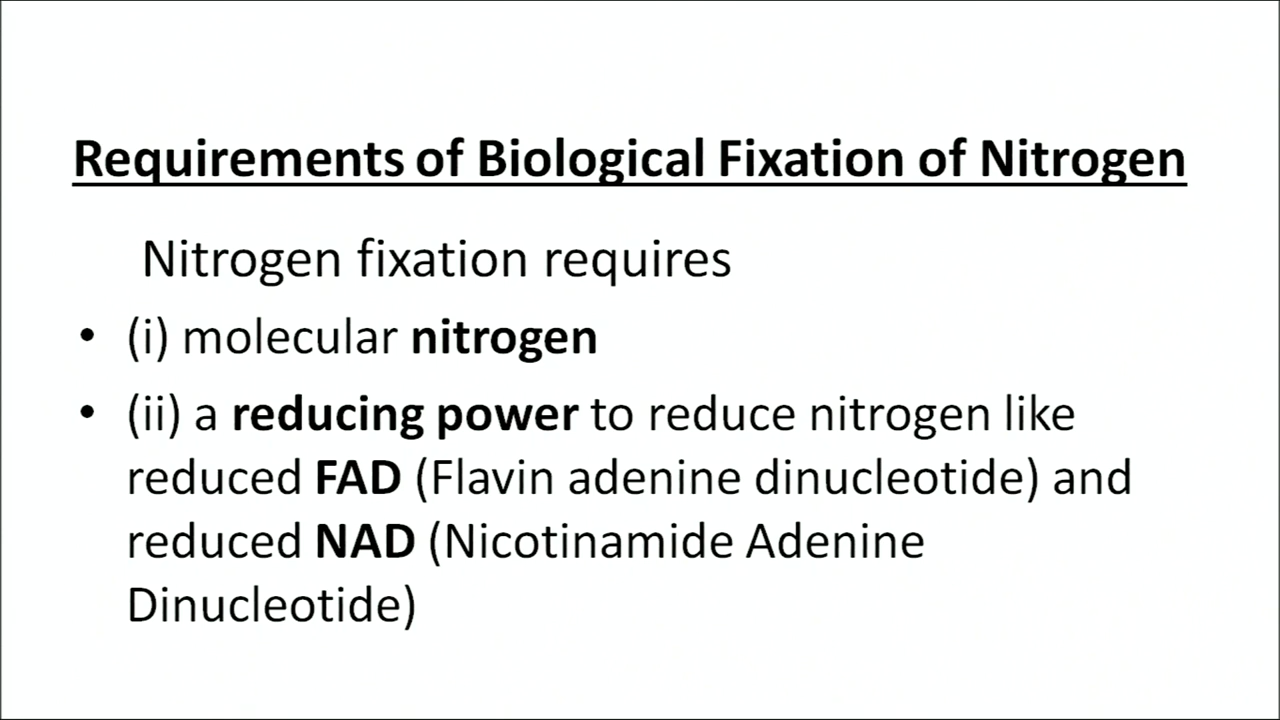 Requirements of Biological Fixation of Nitrogen
Nitrogen fixation requires
• (i) molecular nitrogen
• (ii) a reducing power to reduce nitrogen like
reduced FAD (Flavin adenine dinucleotide) and
reduced NAD (Nicotinamide Adenine
Dinucleotide)